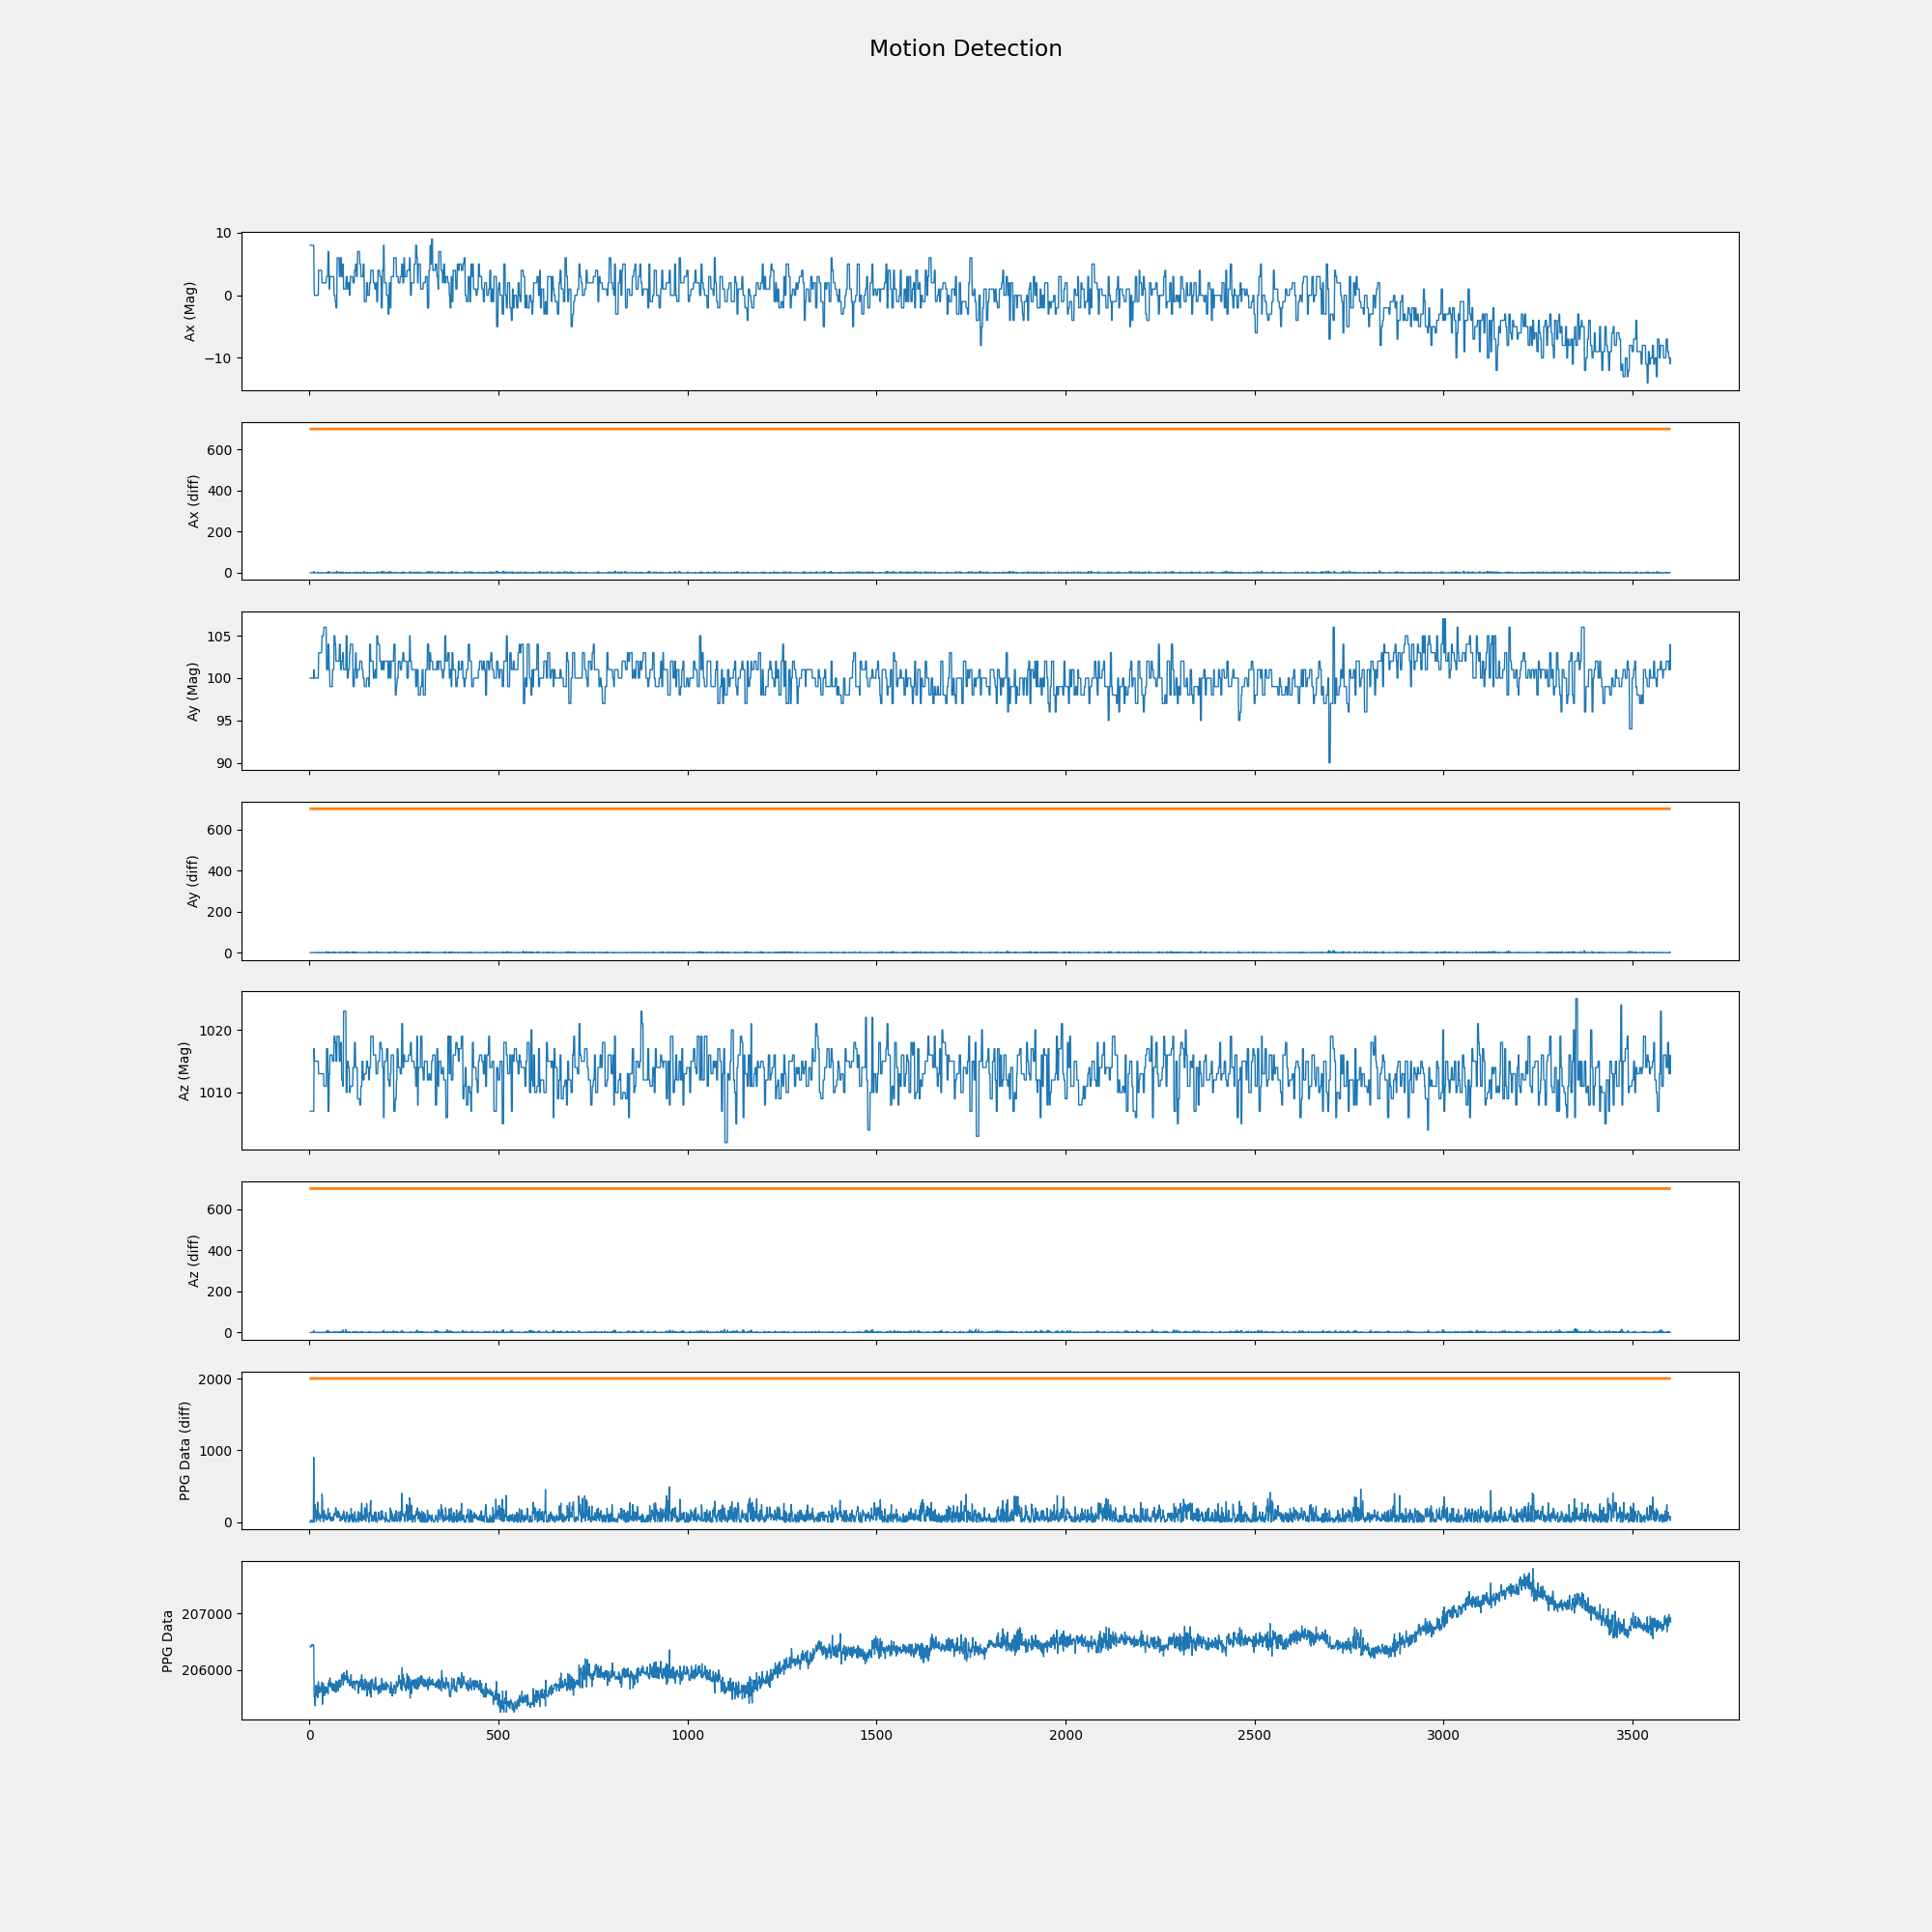 Motion Detection
10
0
−10
Ax (Mag)
600
400
200
0
Ax (diff)
105
100
95
90
Ay (Mag)
600
400
200
0
Ay (diff)
1020
1010
Az (Mag)
600
400
200
0
Az (diff)
2000
1000
0
PPG Data (diff)
207000
206000
PPG Data
0 500 1000 1500 2000 2500 3000 3500